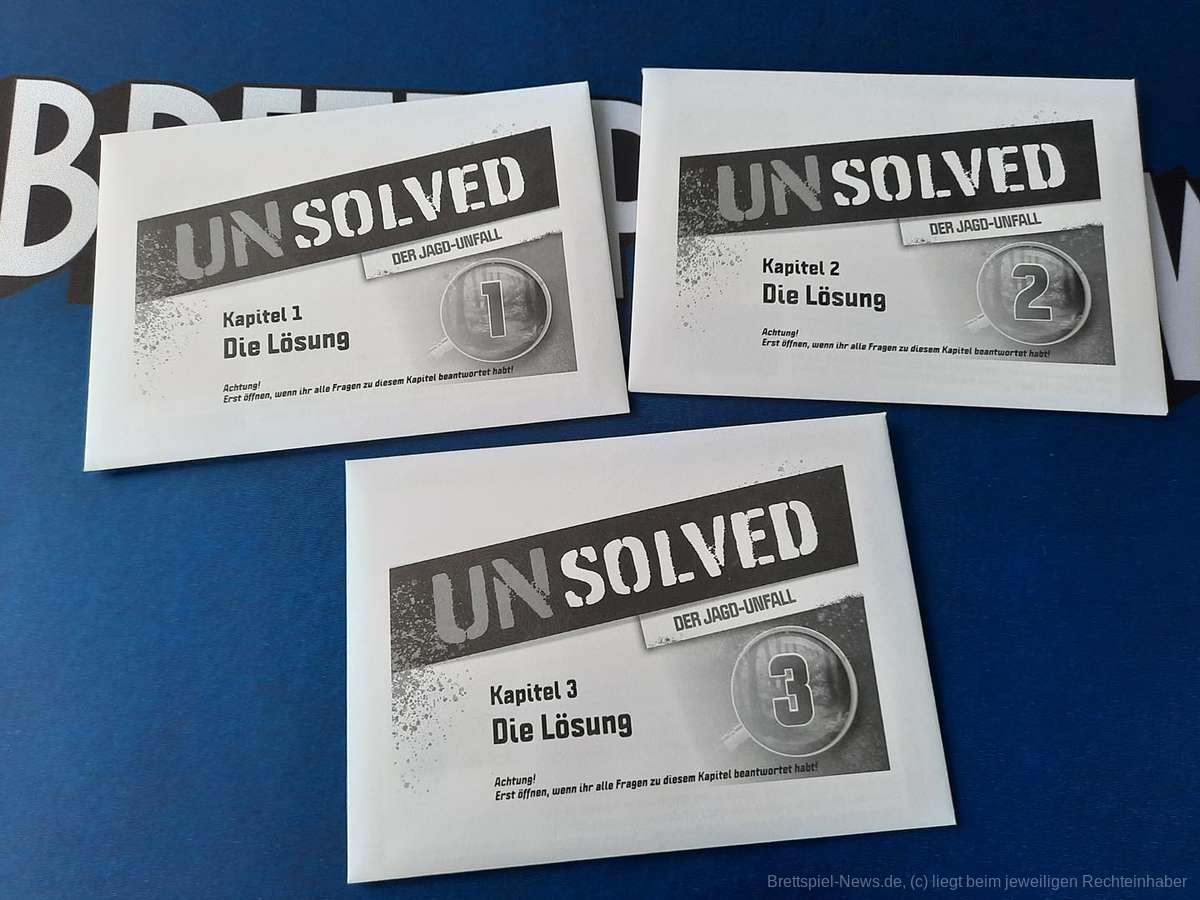 UNSOLVED
DER JAGD-UNFALL
1
Kapitel 1
Die Lösung
Achtung!
Erst öffnen, wenn ihr alle Fragen zu diesem Kapitel beantwortet habt!
UNSOLVED
DER JAGD-UNFALL
2
Kapitel 2
Die Lösung
Achtung!
Erst öffnen, wenn ihr alle Fragen zu diesem Kapitel beantwortet habt!
UNSOLVED
DER JAGD-UNFALL
3
Kapitel 3
Die Lösung
Achtung!
Erst öffnen, wenn ihr alle Fragen zu diesem Kapitel beantwortet habt!
Brettspiel-News.de, (c) liegt beim jeweiligen Rechteinhaber